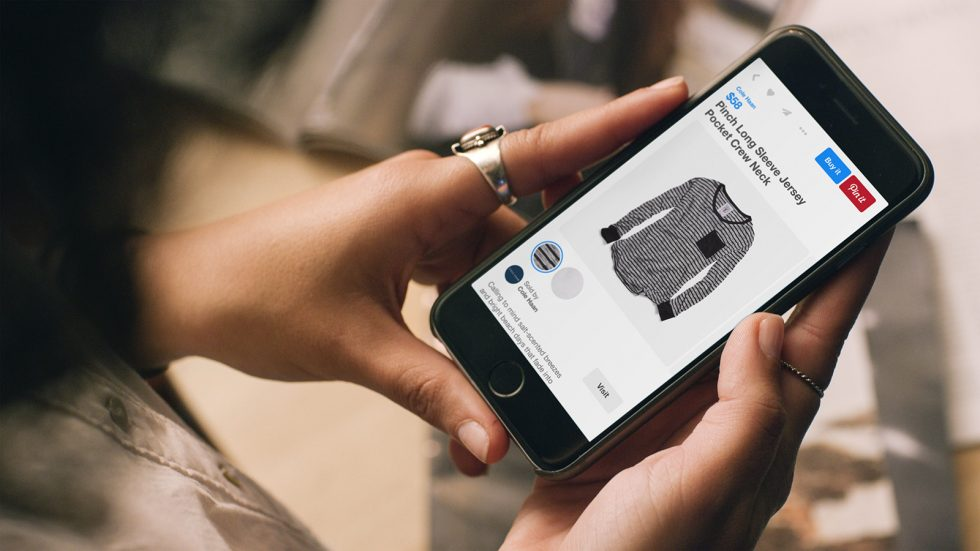 Cole Haan
$58
Buy it
Pin it
Pinch Long Sleeve Jersey
Pocket Crew Neck
Sold by
Cole Haan
Calling to mind salt-accented breezes
and bright beach days that fade into
Visit